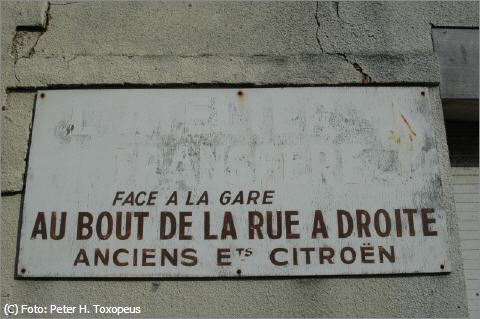 FACE A LA GARE
AU BOUT DE LA RUE A DROITE
ANCIENS ETS CITROËN
(C) Foto: Peter H. Toxopeus